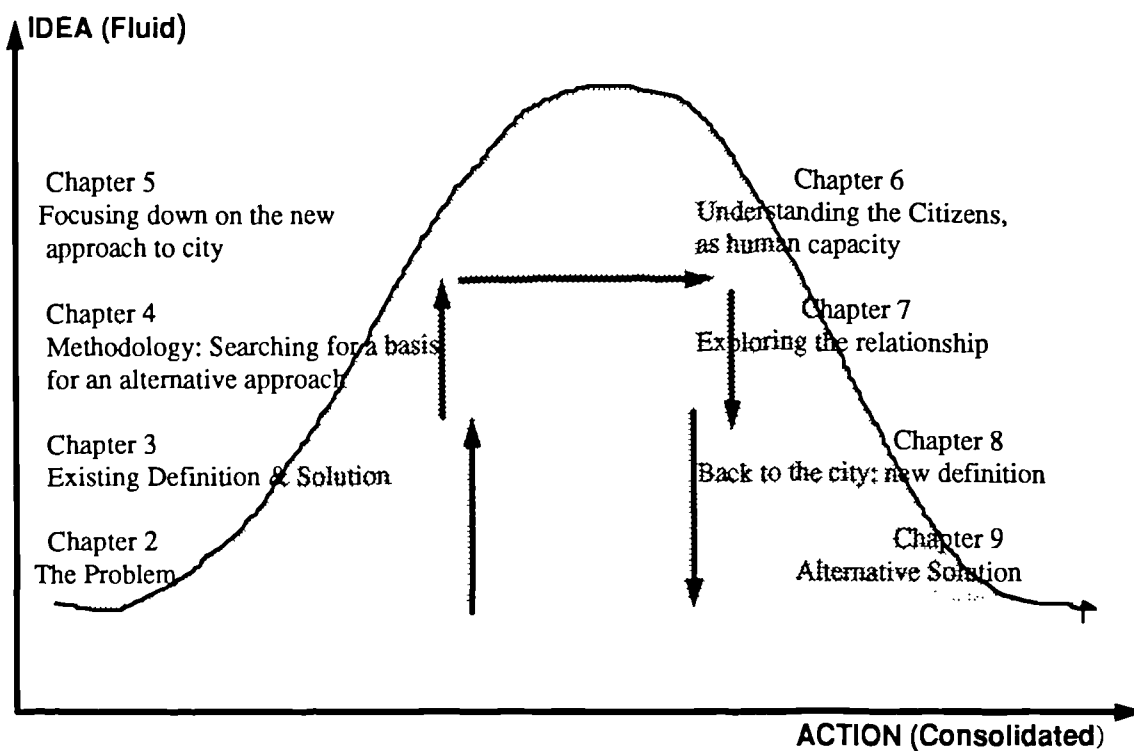 IDEA (Fluid)
Chapter 5
Focusing down on the new
approach to city
Chapter 4
Methodology: Searching for a basis
for an alternative approach
Chapter 3
Existing Definition & Solution
Chapter 2
The Problem
Chapter 6
Understanding the Citizens,
as human capacity
Chapter 7
Exploring the relationship
Chapter 8
Back to the city: new definition
Chapter 9
Alternative Solution
ACTION (Consolidated)